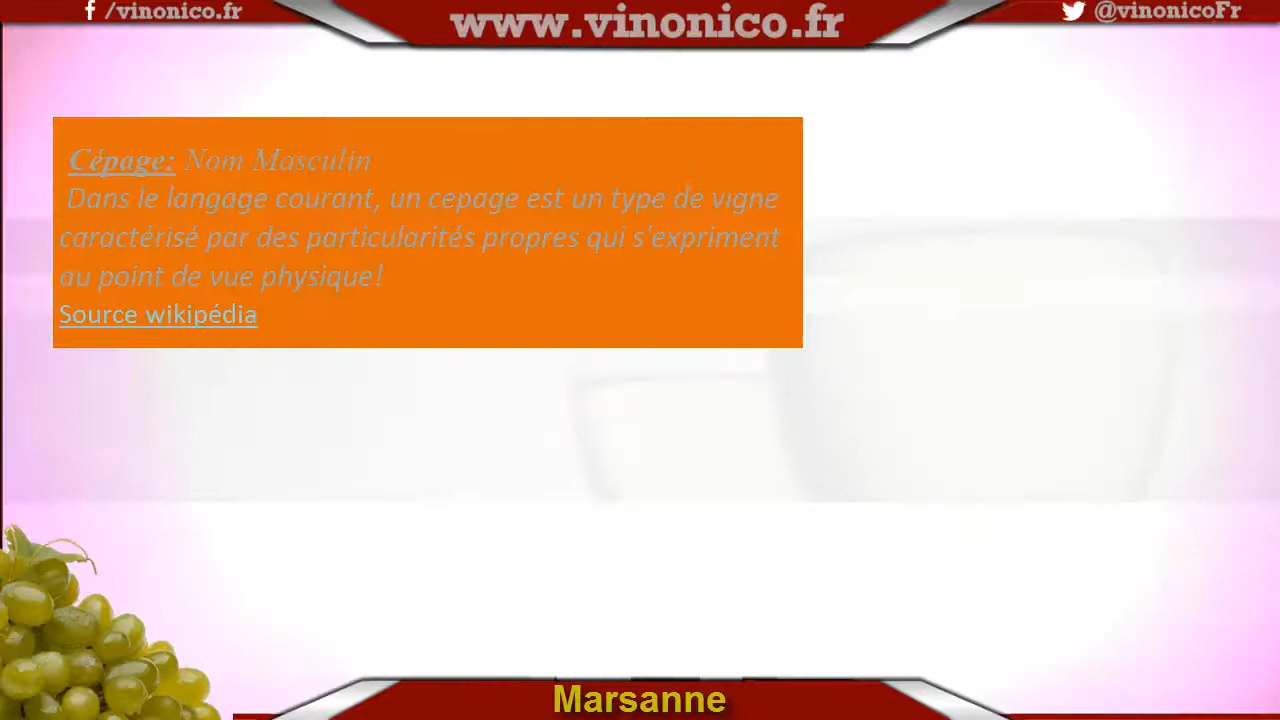 /vinonico.fr
www.vinonico.fr
@vinonicoFr
Cépage: Nom Masculin
Dans le langage courant, un cepage est un type de vigne
caractérisé par des particularités propres qui s'expriment
au point de vue physique!
Source wikipédia
Marsanne